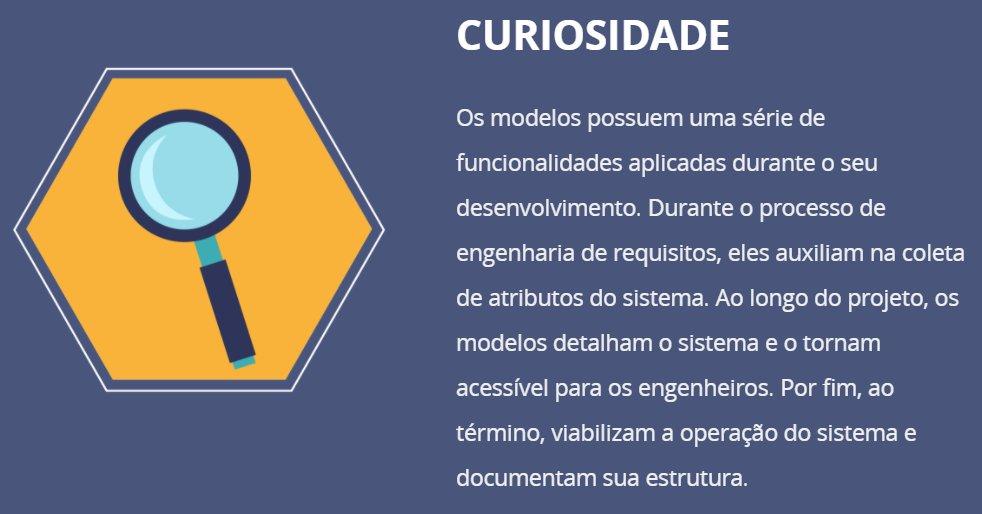 CURIOSIDADE
Os modelos possuem uma série de
funcionalidades aplicadas durante o seu
desenvolvimento. Durante o processo de
engenharia de requisitos, eles auxiliam na coleta
de atributos do sistema. Ao longo do projeto, os
modelos detalham o sistema e o tornam
acessível para os engenheiros. Por fim, ao
término, viabilizam a operação do sistema e
documentam sua estrutura.